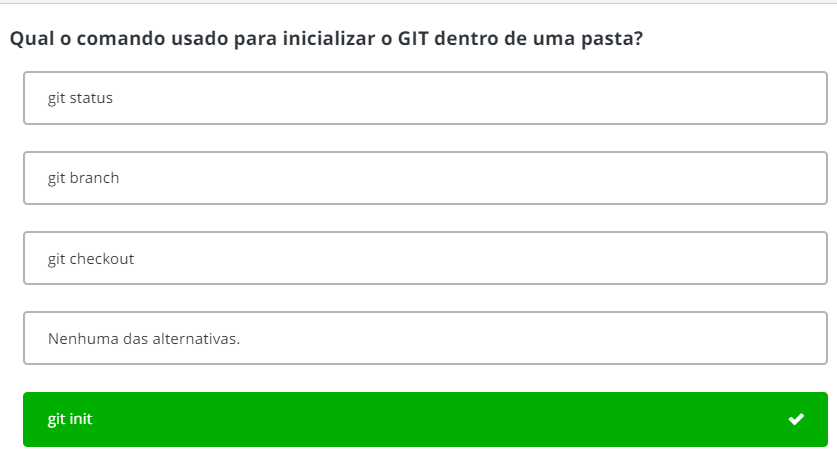 Qual o comando usado para inicializar o GIT dentro de uma pasta?
git status
git branch
git checkout
Nenhuma das alternativas.
git init